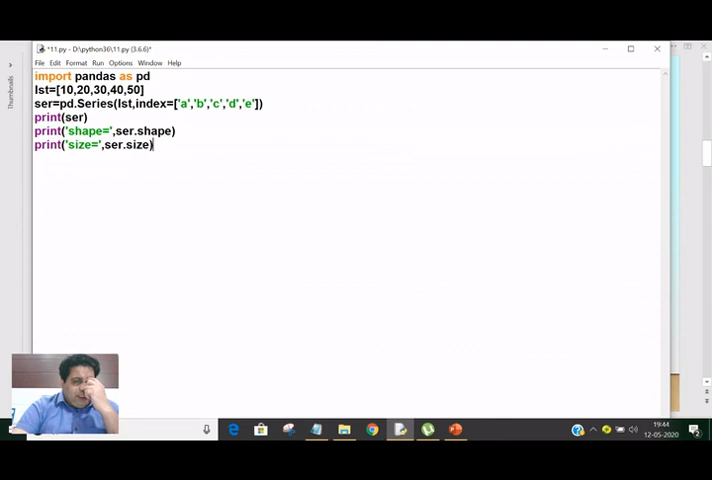 *11.py - D:\python36\11.py (3.6.6)*
File Edit Format Run Options Window Help
Thumbnails
import pandas as pd
lst=[10,20,30,40,50]
ser=pd.Series(lst,index=['a','b','c','d','e'])
print(ser)
print('shape=',ser.shape)
print('size=',ser.size)
19:44
12-05-2020